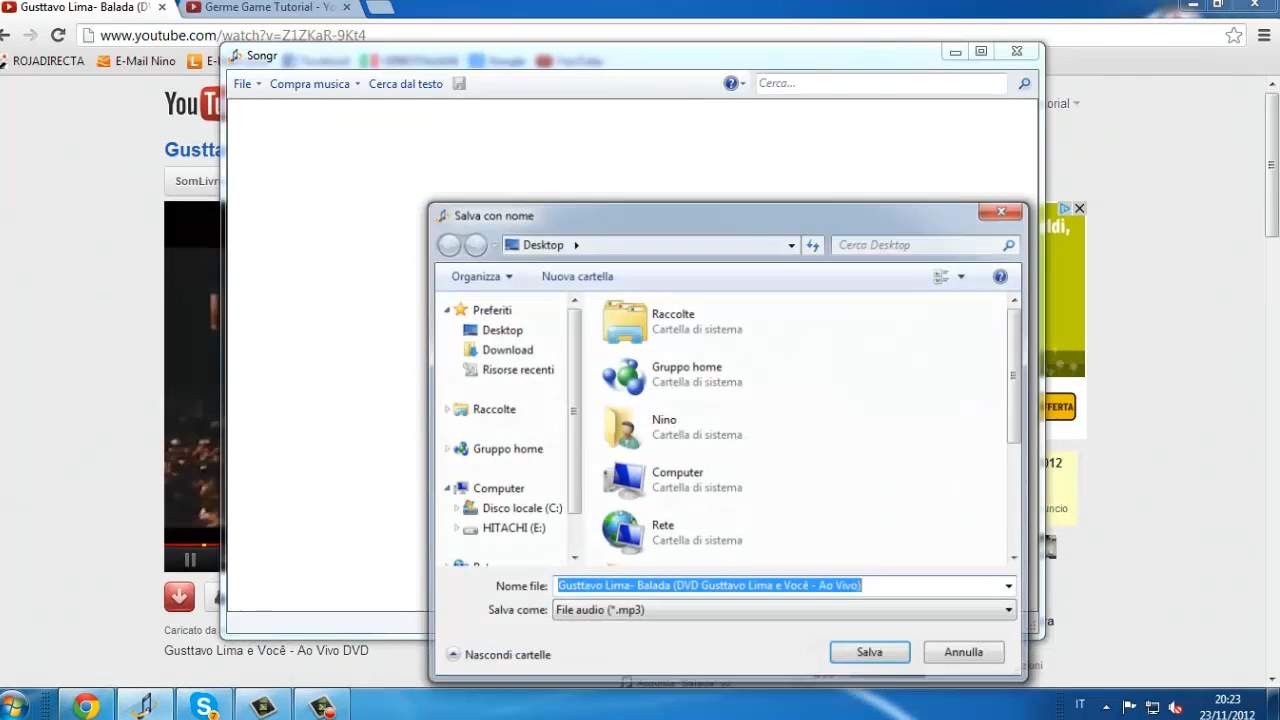 Gusttavo Lima- Balada (D\
Germe Game Tutorial - Yo
www.youtube.com/watch?v=Z1ZKaR-9Kt4
ROJADIRECTA
E-Mail Nino
Songr
File
Compra musica
Cerca dal testo
Cerca...
You
Gustta
SomLivr
Salva con nome
Desktop
Cerca Desktop
Organizza
Nuova cartella
Preferiti
Desktop
Download
Risorse recenti
Raccolte
Gruppo home
Computer
Disco locale (C:)
HITACHI (E:)
Raccolte
Cartella di sistema
Gruppo home
Cartella di sistema
Nino
Cartella di sistema
Computer
Cartella di sistema
Rete
Cartella di sistema
Nome file:
Gusttavo Lima- Balada (DVD Gusttavo Lima e Você - Ao Vivo)
Salva come:
File audio (*.mp3)
Nascondi cartelle
Salva
Annulla
Caricato da
Gusttavo Lima e Você - Ao Vivo DVD
IT
20:23
23/11/2012